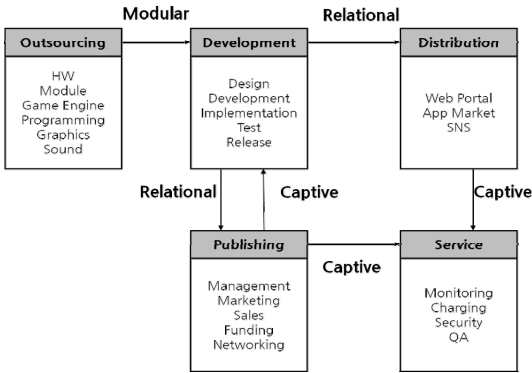 Modular
Relational
Outsourcing
HW
Module
Game Engine
Programming
Graphics
Sound
Development
Design
Development
Implementation
Test
Release
Distribution
Web Portal
App Market
SNS
Relational
Captive
Captive
Publishing
Management
Marketing
Sales
Funding
Networking
Captive
Service
Monitoring
Charging
Security
QA